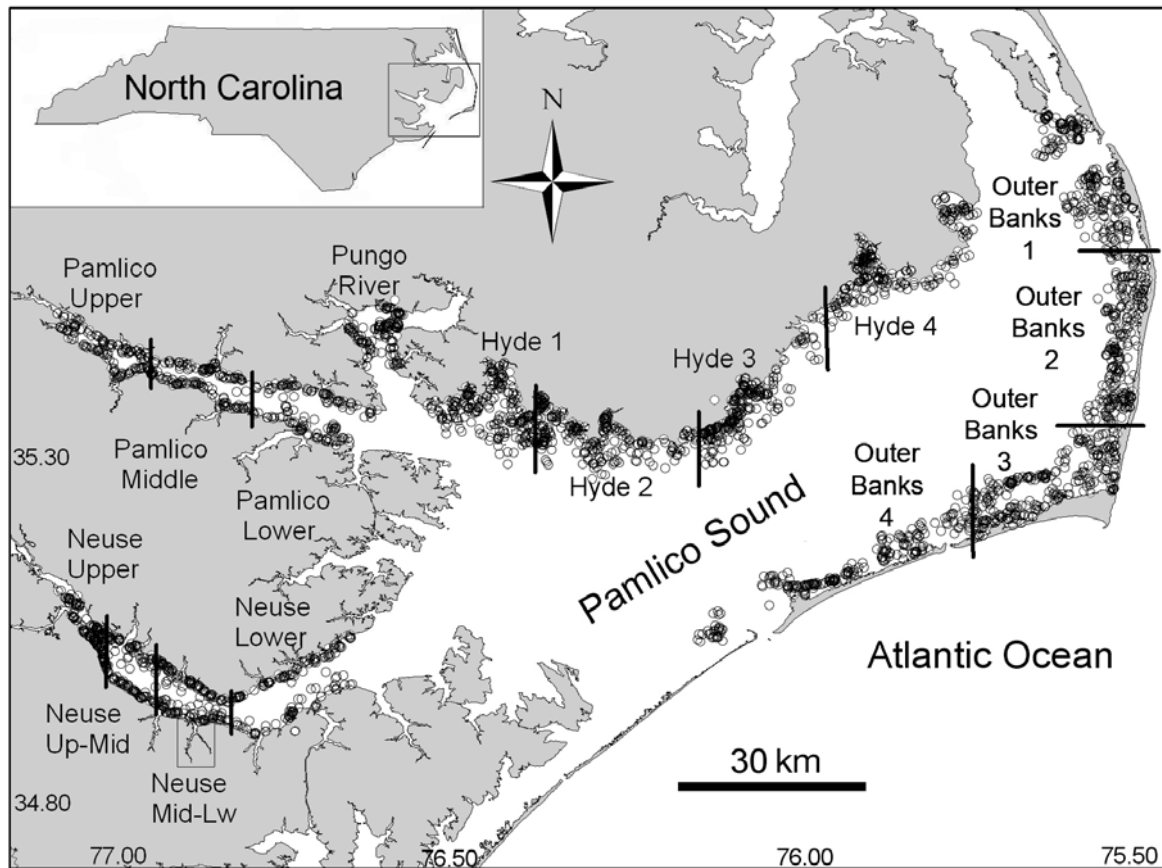 North Carolina
N
Outer
Banks
1
Pamlico
Upper
Pungo
River
Hyde 1
Hyde 4
Outer
Banks
2
Hyde 3
Outer
Banks
3
35.30
Pamlico
Middle
Hyde 2
Outer
Banks
4
Pamlico
Lower
Neuse
Upper
Pamlico Sound
Neuse
Lower
Atlantic Ocean
Neuse
Up-Mid
30 km
Neuse
Mid-Lw
34.80
77.00
76.50
76.00
75.50